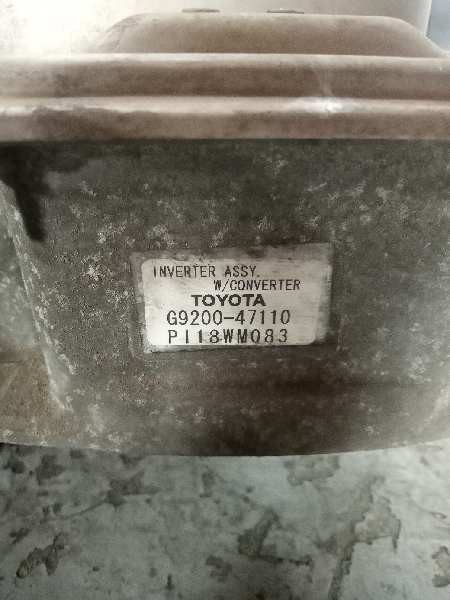 INVERTER ASSY.
W/CONVERTER
TOYOTA
G9200-47110
PI18WM083